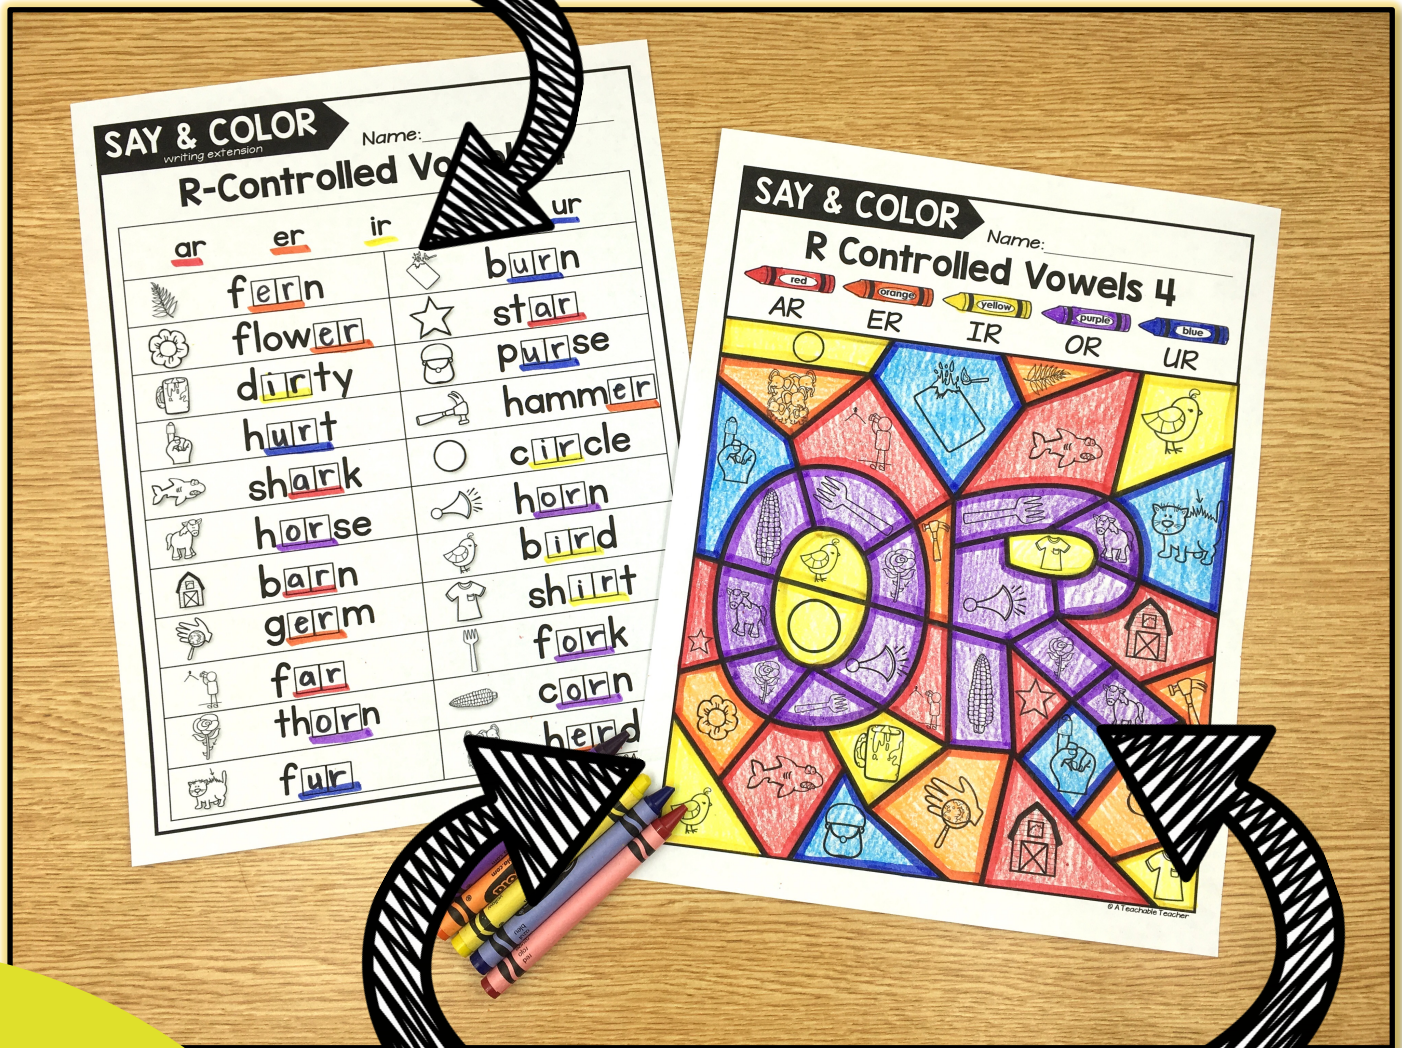 SAY & COLOR
writing extension
Name:
R-Controlled
ar er ir ur
fern
flower
dirty
hurt
shark
horse
barn
germ
far
thorn
fur
burn
star
purse
hammer
circle
horn
bird
shirt
fork
corn
herd
SAY & COLOR
Name:
R Controlled Vowels 4
red orange yellow purple blue
AR ER IR OR UR
© A Teachable Teacher